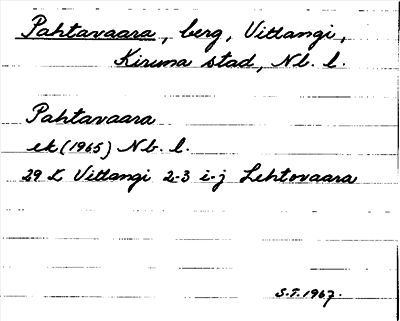 Pahtavaara, berg, Vittangi,
Kiruna stad, Nb. l.
Pahtavaara
ek (1965) Nb. l.
29 L Vittangi 2-3 i-j Lehtovaara
S.F. 1967.